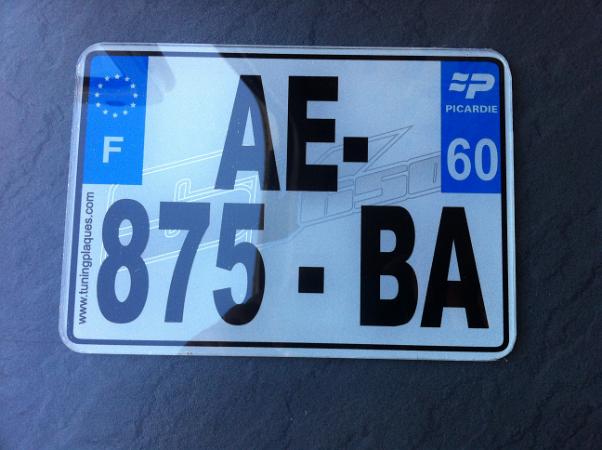 F
AE-
PICARDIE
60
875-BA
www.tuningplaques.com